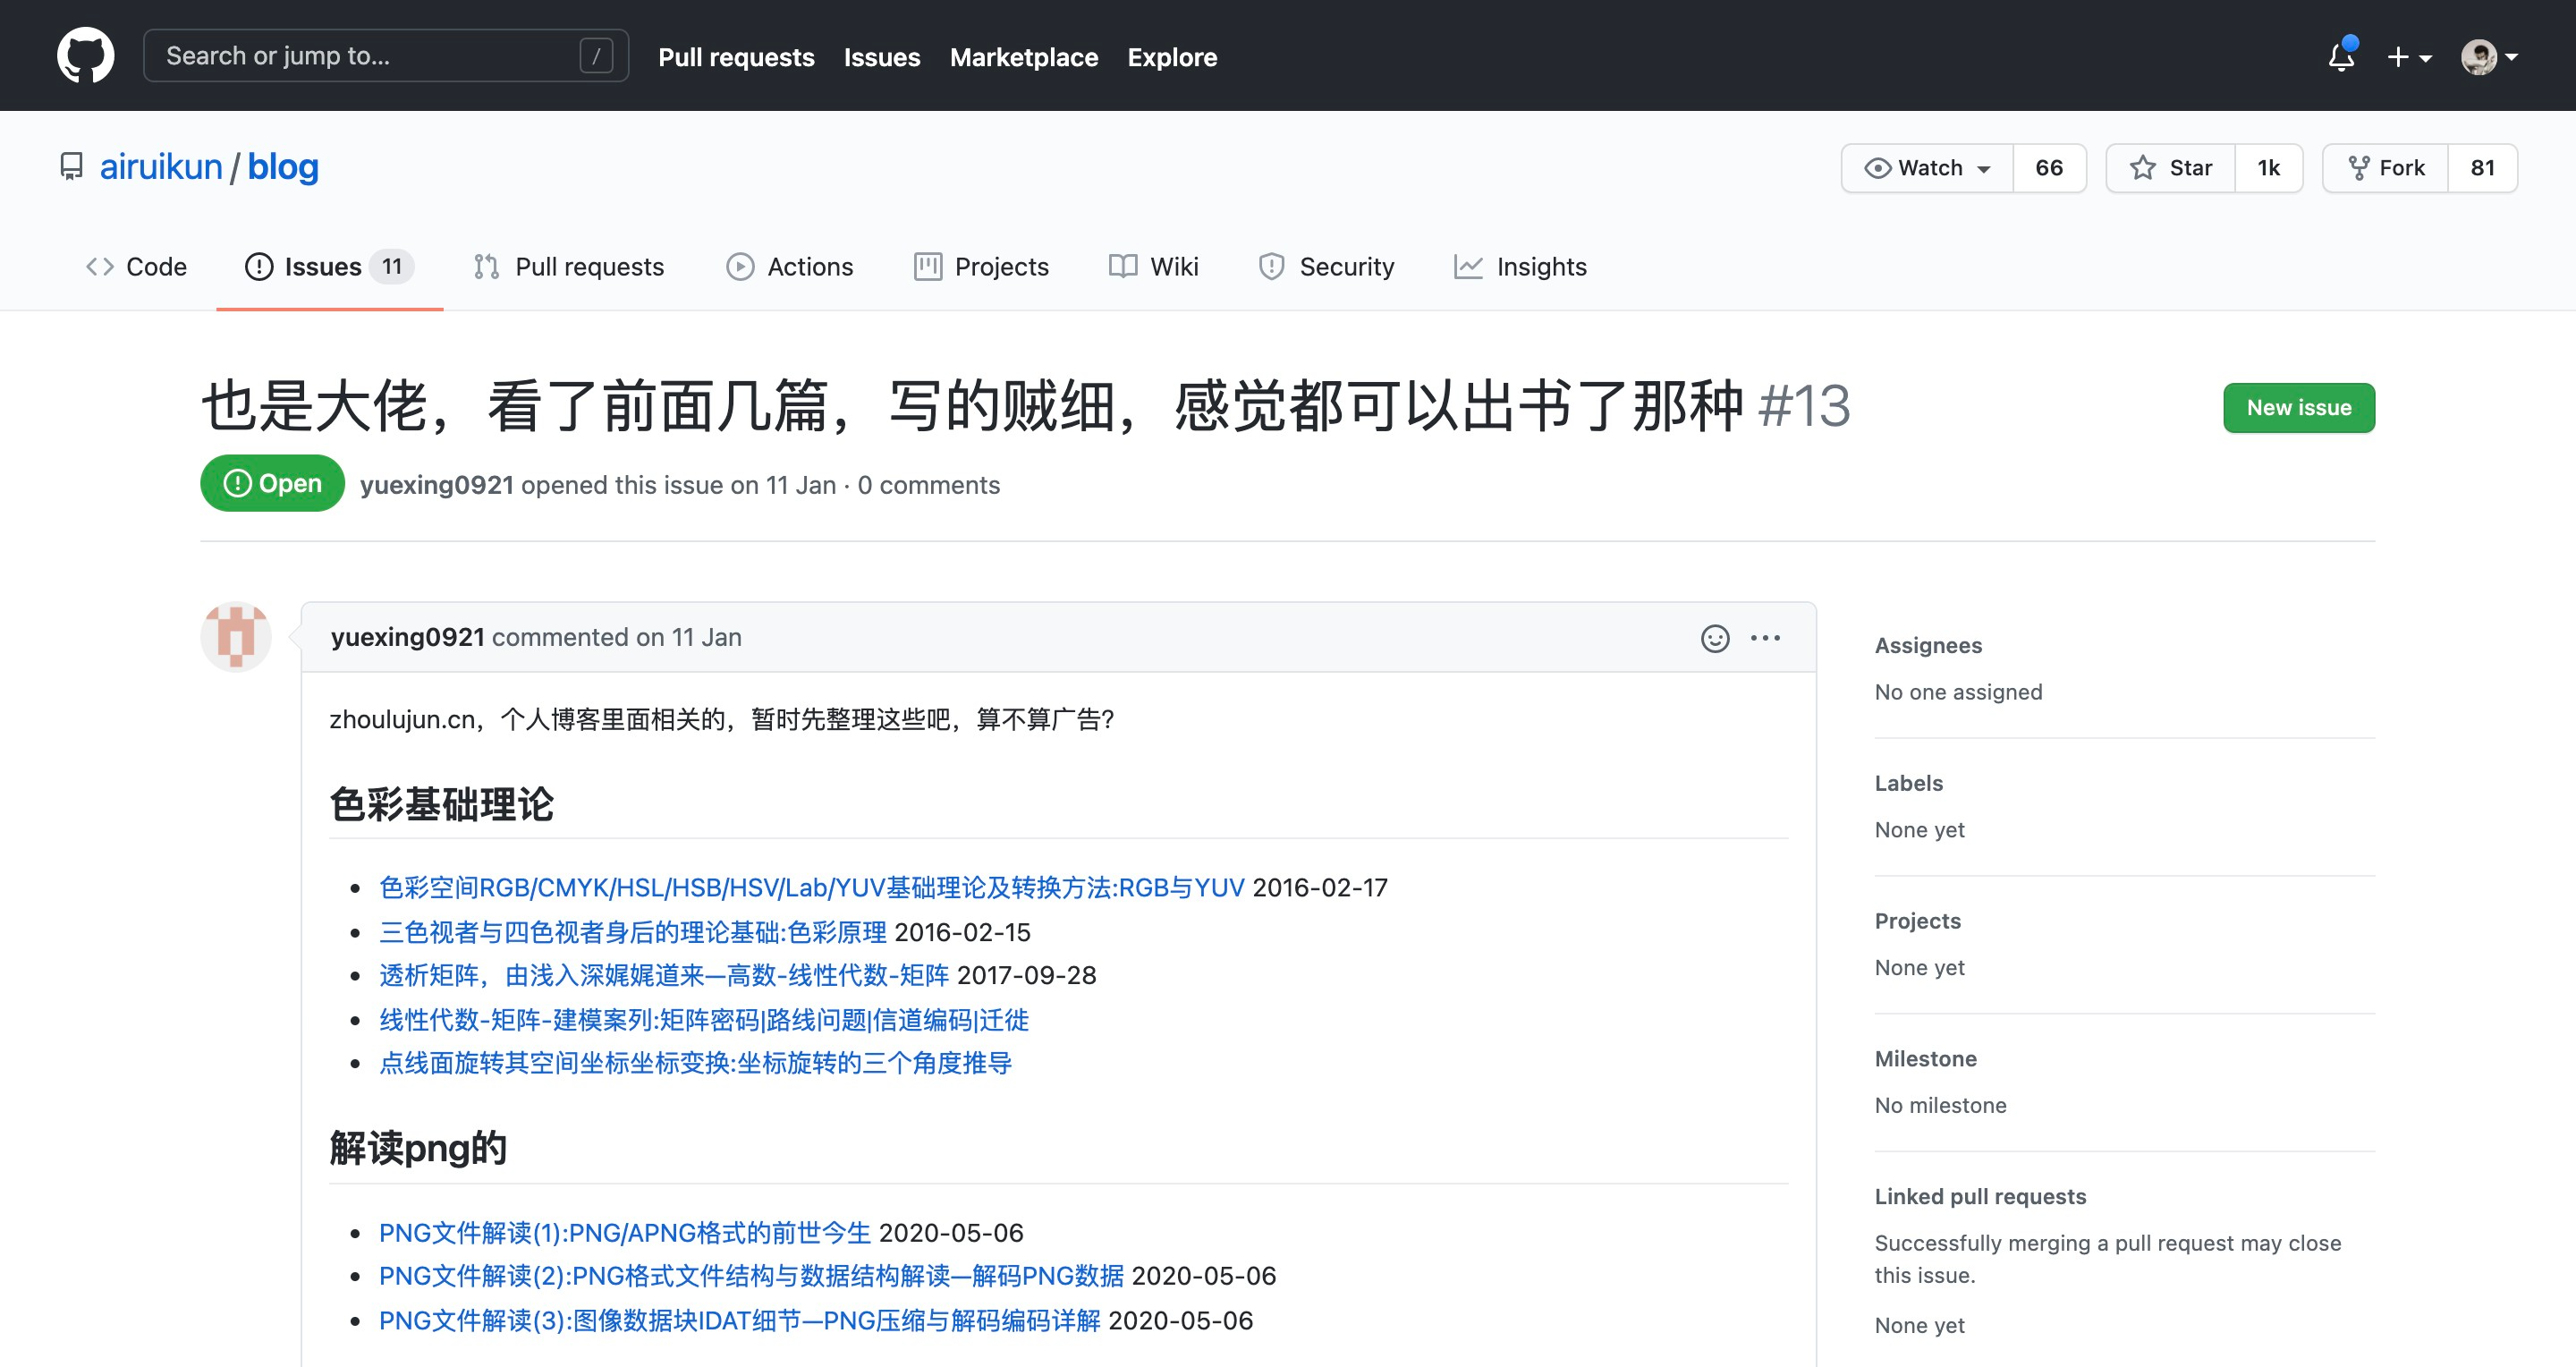 Search or jump to... /
Pull requests Issues Marketplace Explore
airuikun / blog
Watch 66 Star 1k Fork 81
Code Issues 11 Pull requests Actions Projects Wiki Security Insights
也是大佬，看了前面几篇，写的贼细，感觉都可以出书了那种 #13
New issue
Open yuexing0921 opened this issue on 11 Jan · 0 comments
yuexing0921 commented on 11 Jan
zhoulujun.cn，个人博客里面相关的，暂时先整理这些吧，算不算广告?
色彩基础理论
色彩空间RGB/CMYK/HSL/HSB/HSV/Lab/YUV基础理论及转换方法:RGB与YUV 2016-02-17
三色视者与四色视者身后的理论基础:色彩原理 2016-02-15
透析矩阵，由浅入深娓娓道来—高数-线性代数-矩阵 2017-09-28
线性代数-矩阵-建模案列:矩阵密码|路线问题|信道编码|迁徙
点线面旋转其空间坐标坐标变换:坐标旋转的三个角度推导
解读png的
PNG文件解读(1):PNG/APNG格式的前世今生 2020-05-06
PNG文件解读(2):PNG格式文件结构与数据结构解读—解码PNG数据 2020-05-06
PNG文件解读(3):图像数据块IDAT细节—PNG压缩与解码编码详解 2020-05-06
Assignees
No one assigned
Labels
None yet
Projects
None yet
Milestone
No milestone
Linked pull requests
Successfully merging a pull request may close
this issue.
None yet